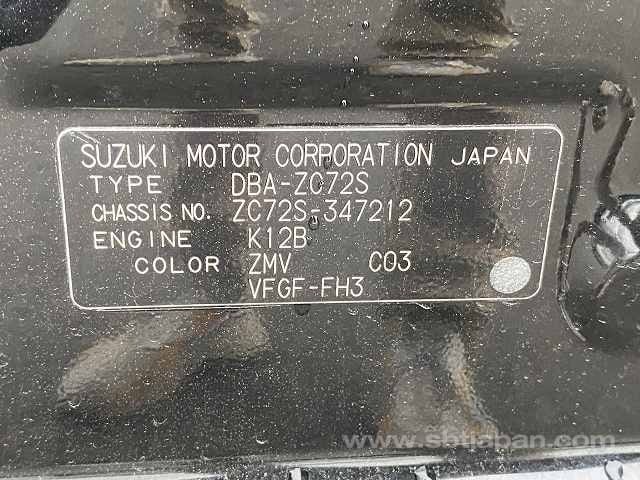 SUZUKI MOTOR CORPORATION JAPAN
TYPE DBA-ZC72S
CHASSIS NO. ZC72S-347212
ENGINE K12B
COLOR ZMV C03
VFGF-FH3
www.sbtjapan.com